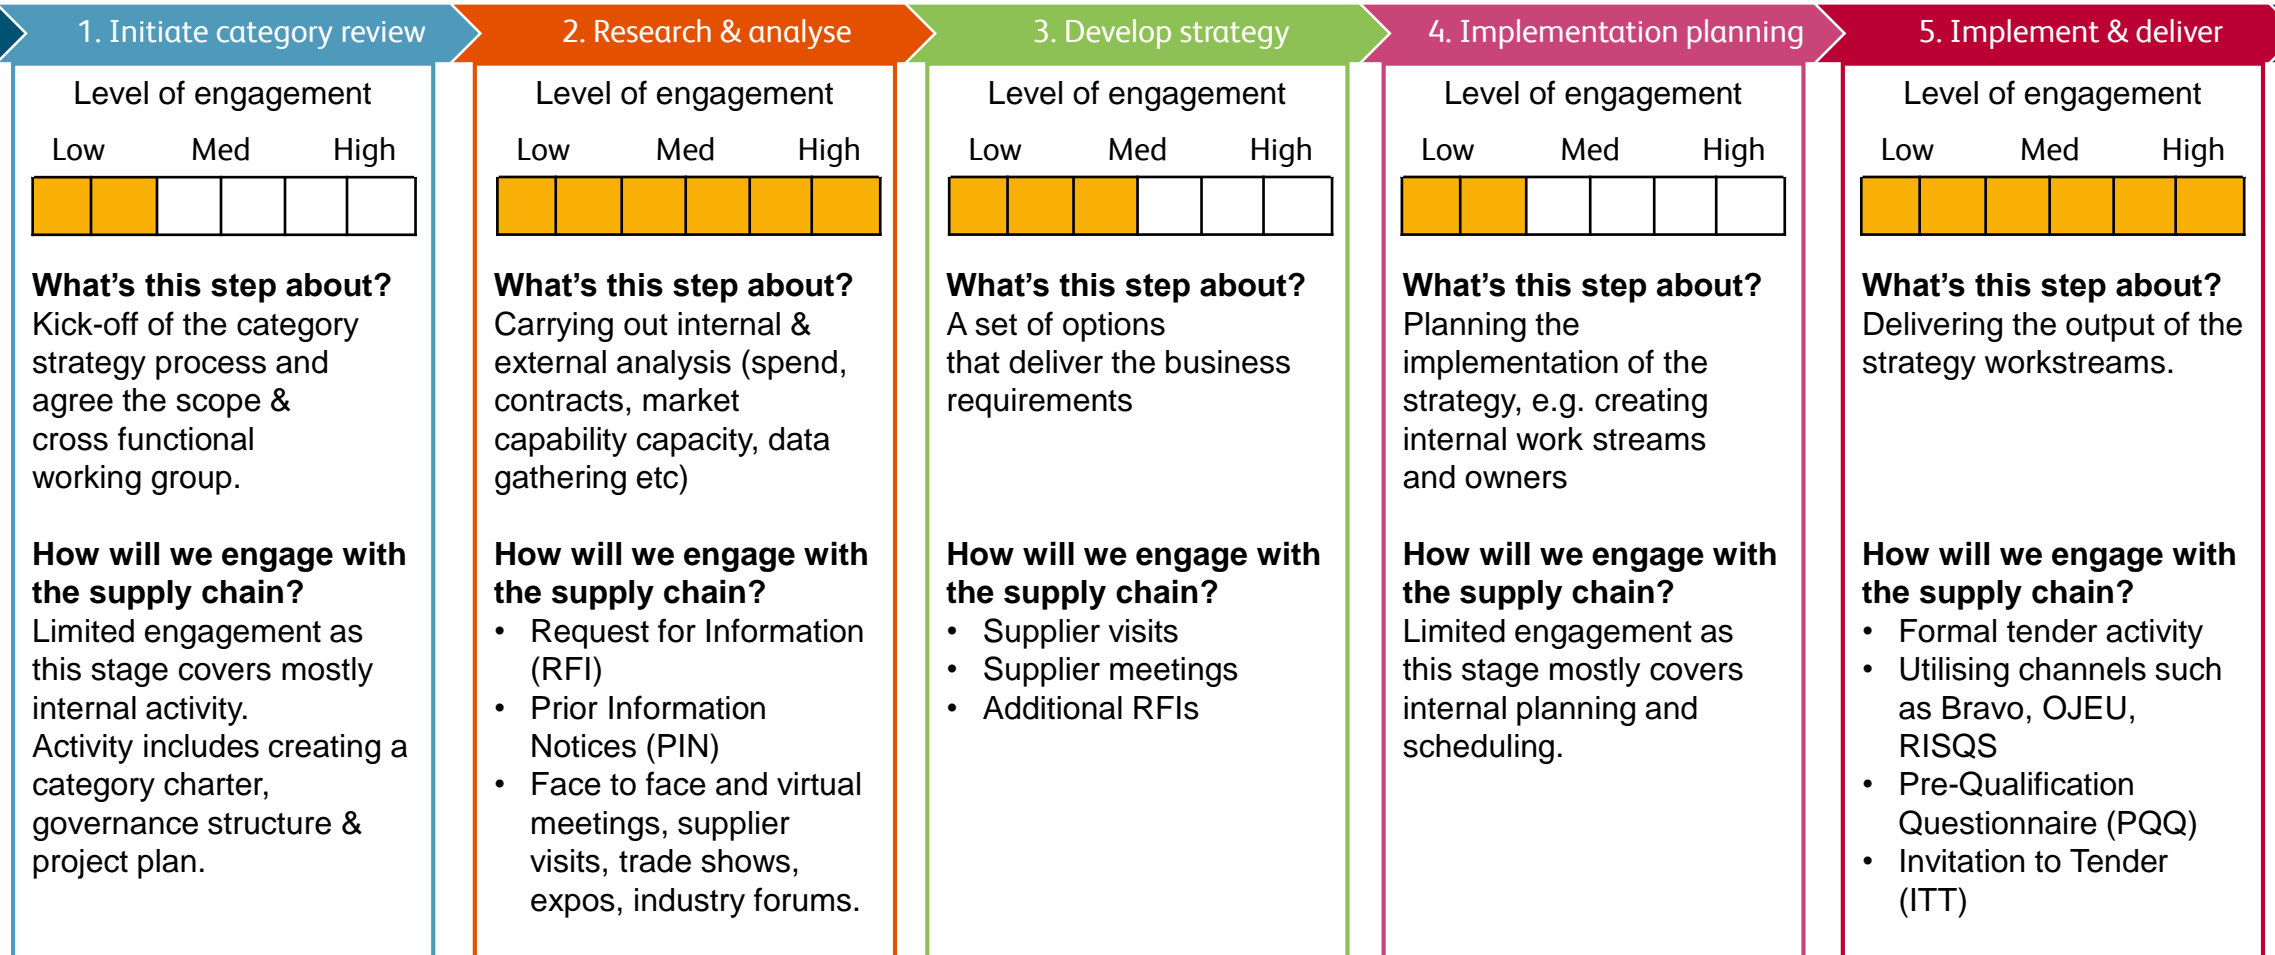 1. Initiate category review
Level of engagement
Low Med High
What's this step about?
Kick-off of the category
strategy process and
agree the scope &
cross functional
working group.
How will we engage with
the supply chain?
Limited engagement as
this stage covers mostly
internal activity.
Activity includes creating a
category charter,
governance structure &
project plan.
2. Research & analyse
Level of engagement
Low Med High
What's this step about?
Carrying out internal &
external analysis (spend,
contracts, market
capability capacity, data
gathering etc)
How will we engage with
the supply chain?
• Request for Information
(RFI)
• Prior Information
Notices (PIN)
• Face to face and virtual
meetings, supplier
visits, trade shows,
expos, industry forums.
3. Develop strategy
Level of engagement
Low Med High
What's this step about?
A set of options
that deliver the business
requirements
How will we engage with
the supply chain?
• Supplier visits
• Supplier meetings
• Additional RFIs
4. Implementation planning
Level of engagement
Low Med High
What's this step about?
Planning the
implementation of the
strategy, e.g. creating
internal work streams
and owners
How will we engage with
the supply chain?
Limited engagement as
this stage mostly covers
internal planning and
scheduling.
5. Implement & deliver
Level of engagement
Low Med High
What's this step about?
Delivering the output of the
strategy workstreams.
How will we engage with
the supply chain?
• Formal tender activity
• Utilising channels such
as Bravo, OJEU,
RISQS
• Pre-Qualification
Questionnaire (PQQ)
• Invitation to Tender
(ITT)